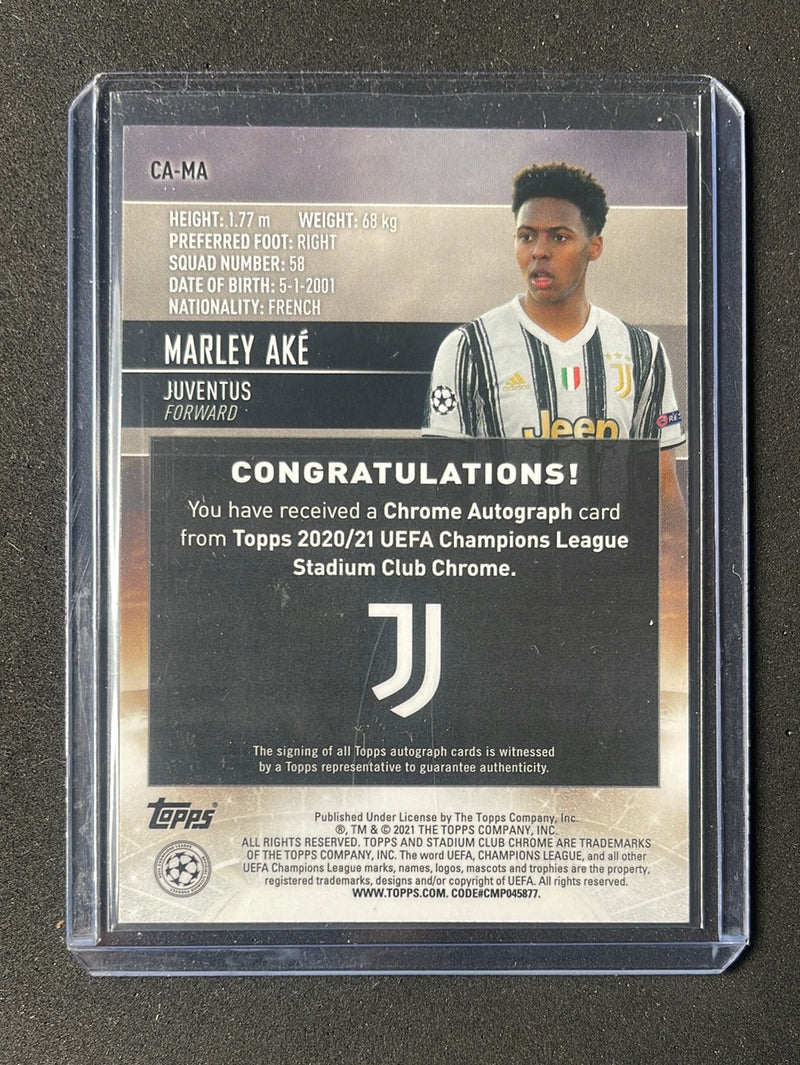 CA-MA
HEIGHT: 1.77 m WEIGHT: 68 kg
PREFERRED FOOT: RIGHT
SQUAD NUMBER: 58
DATE OF BIRTH: 5-1-2001
NATIONALITY: FRENCH
MARLEY AKÉ
JUVENTUS
FORWARD
adidas
Jeep
CONGRATULATIONS!
You have received a Chrome Autograph card
from Topps 2020/21 UEFA Champions League
Stadium Club Chrome.
The signing of all Topps autograph cards is witnessed
by a Topps representative to guarantee authenticity.
topps®
Published Under License by The Topps Company, Inc.
®, TM & © 2021 THE TOPPS COMPANY, INC.
ALL RIGHTS RESERVED. TOPPS AND STADIUM CLUB CHROME ARE TRADEMARKS
OF THE TOPPS COMPANY, INC. The word UEFA, CHAMPIONS LEAGUE, and all other
UEFA Champions League marks, names, logos, mascots and trophies are the property,
registered trademarks, designs and/or copyright of UEFA. All rights reserved.
WWW.TOPPS.COM. CODE#CMP045877.